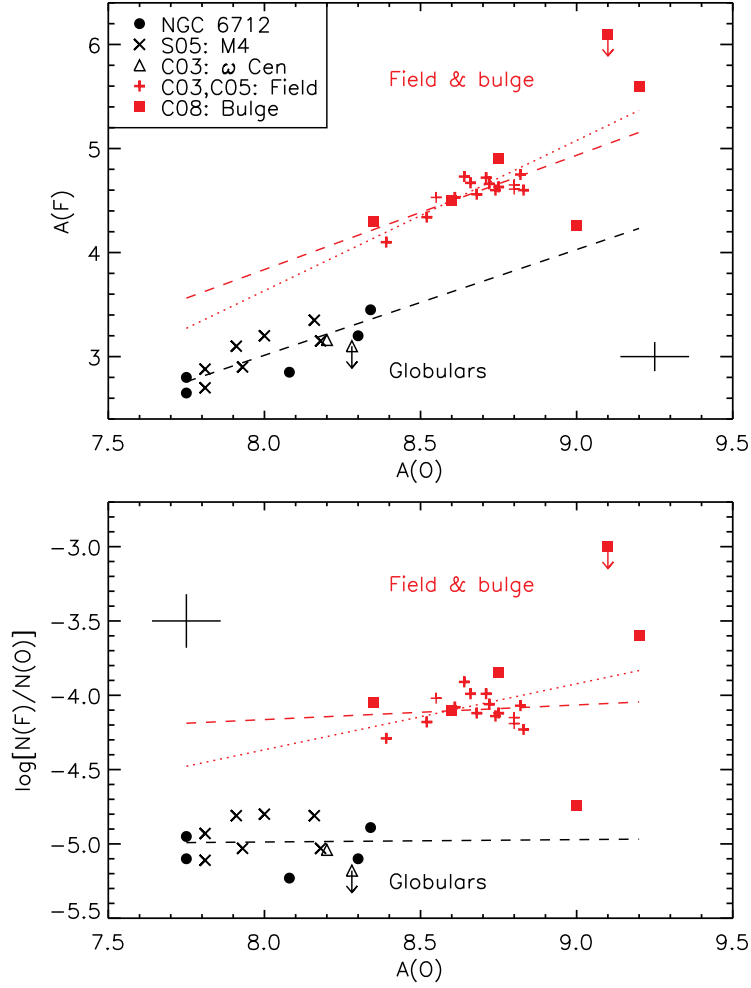 NGC 6712
S05: M4
C03: ω Cen
C03,C05: Field
C08: Bulge
Field & bulge
Globulars
A(F)
6
5
4
3
7.5 8.0 8.5 9.0 9.5
A(O)
Field & bulge
Globulars
log[N(F)/N(O)]
−3.0
−3.5
−4.0
−4.5
−5.0
−5.5
7.5 8.0 8.5 9.0 9.5
A(O)